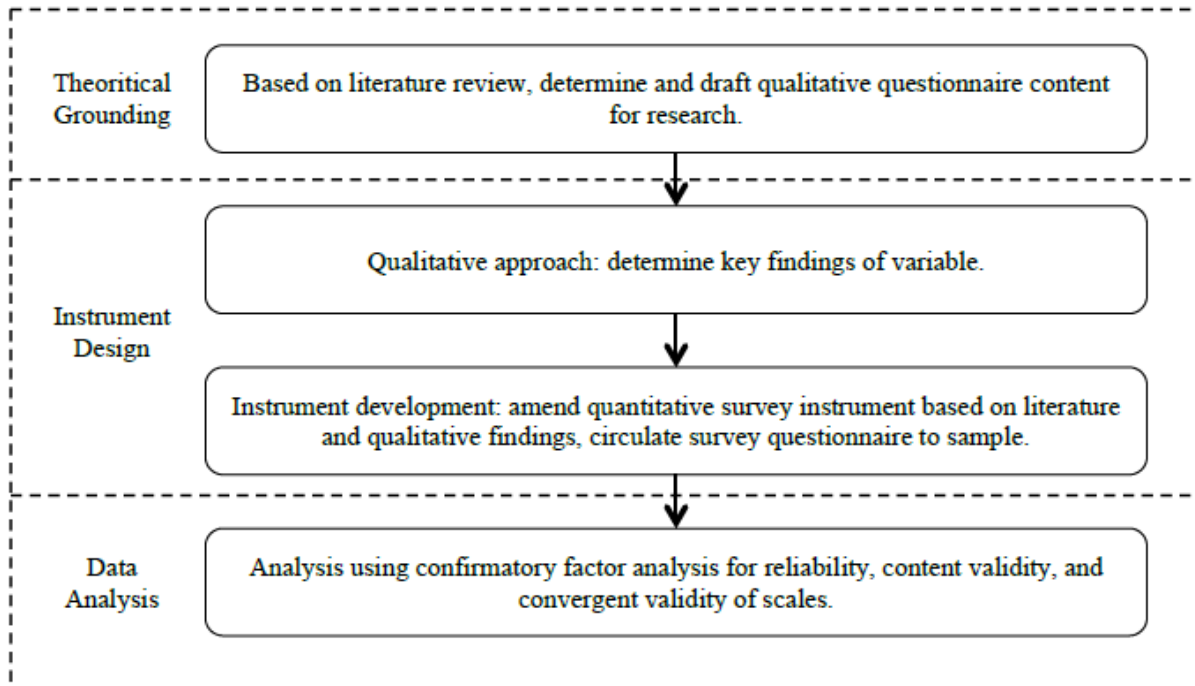 Theoritical
Grounding
Based on literature review, determine and draft qualitative questionnaire content
for research.
Qualitative approach: determine key findings of variable.
Instrument
Design
Instrument development: amend quantitative survey instrument based on literature
and qualitative findings, circulate survey questionnaire to sample.
Data
Analysis
Analysis using confirmatory factor analysis for reliability, content validity, and
convergent validity of scales.